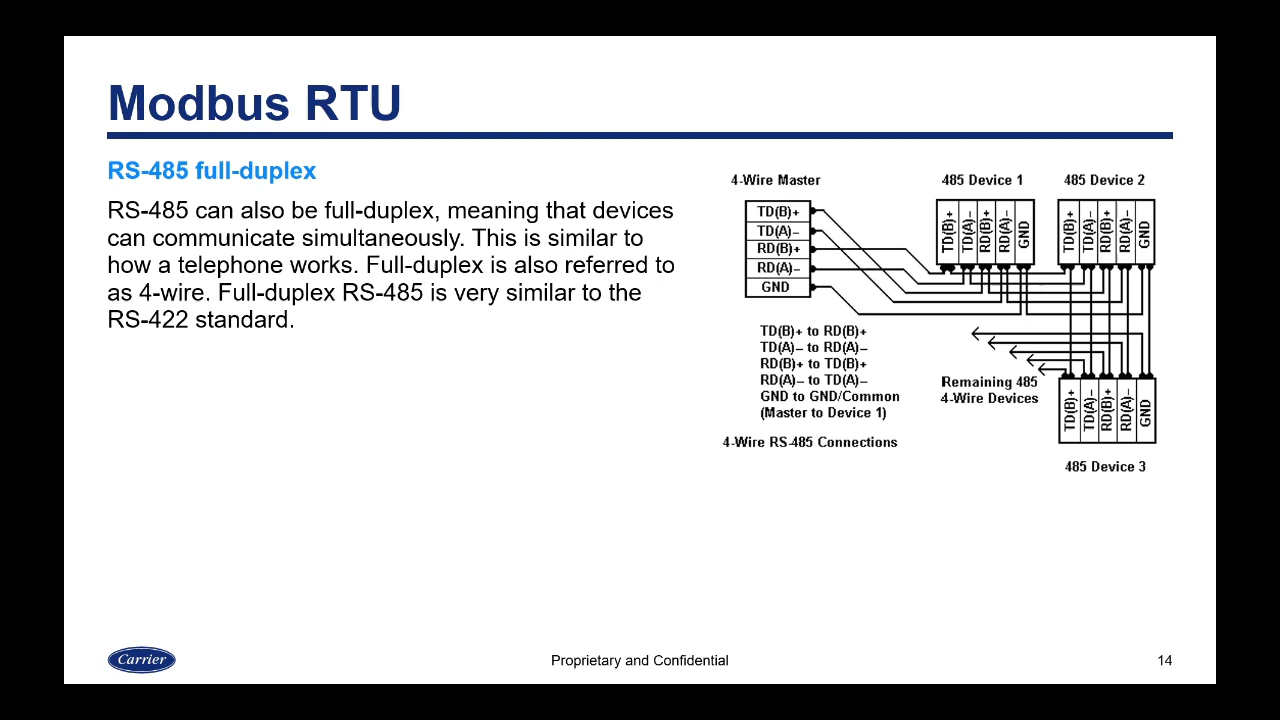 Modbus RTU
RS-485 full-duplex
RS-485 can also be full-duplex, meaning that devices
can communicate simultaneously. This is similar to
how a telephone works. Full-duplex is also referred to
as 4-wire. Full-duplex RS-485 is very similar to the
RS-422 standard.
4-Wire Master
TD(B)+
TD(A)–
RD(B)+
RD(A)–
GND
485 Device 1
TD(B)+
TD(A)–
RD(B)+
RD(A)–
GND
485 Device 2
TD(B)+
TD(A)–
RD(B)+
RD(A)–
GND
TD(B)+ to RD(B)+
TD(A)– to RD(A)–
RD(B)+ to TD(B)+
RD(A)– to TD(A)–
GND to GND/Common
(Master to Device 1)
4-Wire RS-485 Connections
Remaining 485
4-Wire Devices
TD(B)+
TD(A)–
RD(B)+
RD(A)–
GND
485 Device 3
Carrier
Proprietary and Confidential
14